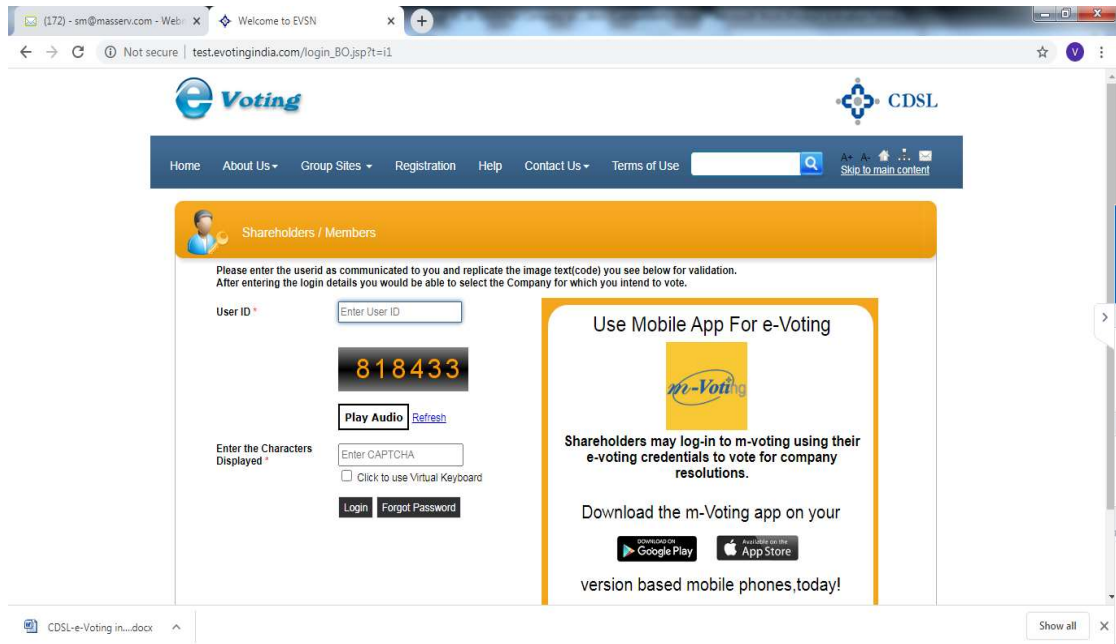 (172) - sm@masserv.com - Webm
Welcome to EVSN
Not secure | test.evotingindia.com/login_BO.jsp?t=i1
V
e Voting
CDSL
Home About Us Group Sites Registration Help Contact Us Terms of Use
A+ A-
Skip to main content
Shareholders / Members
Please enter the userid as communicated to you and replicate the image text(code) you see below for validation.
After entering the login details you would be able to select the Company for which you intend to vote.
User ID *
Enter User ID
818433
Play Audio Refresh
Enter the Characters
Displayed *
Enter CAPTCHA
Click to use Virtual Keyboard
Login Forgot Password
Use Mobile App For e-Voting
m-Voting
Shareholders may log-in to m-voting using their
e-voting credentials to vote for company
resolutions.
Download the m-Voting app on your
DOWNLOAD ON
Google Play
Available on the
App Store
version based mobile phones,today!
CDSL-e-Voting in....docx
Show all